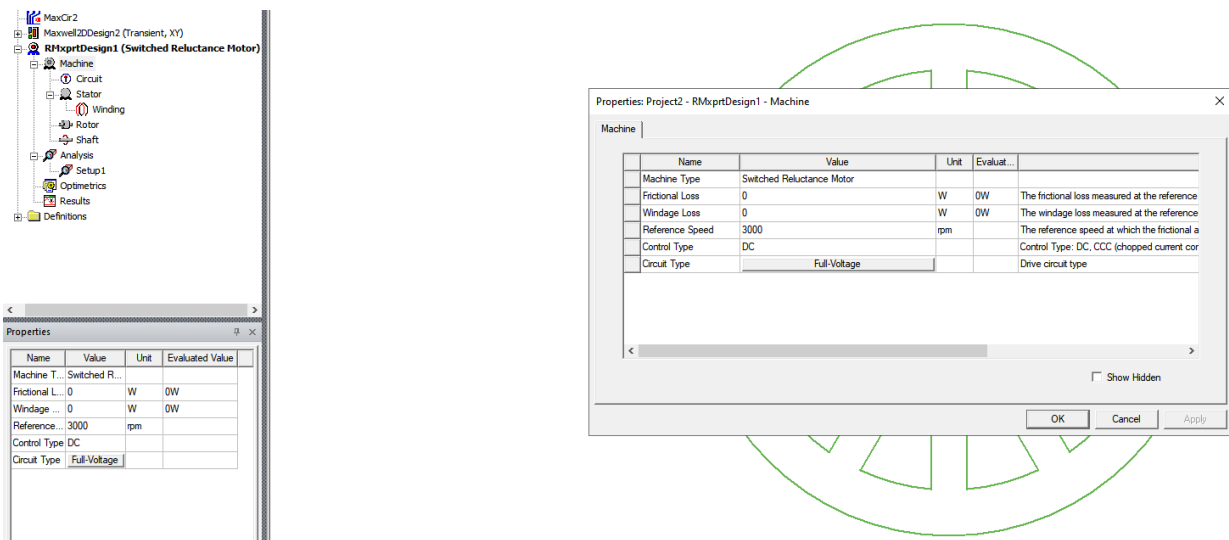 MaxCir2
Maxwell2DDesign2 (Transient, XY)
RMxprtDesign1 (Switched Reluctance Motor)
Machine
Circuit
Stator
Winding
Rotor
Shaft
Analysis
Setup1
Optimetrics
Results
Definitions
Properties
Name Value Unit Evaluated Value
Machine T... Switched R...
Frictional L... 0 W 0W
Windage ... 0 W 0W
Reference... 3000 rpm
Control Type DC
Circuit Type Full-Voltage
Properties: Project2 - RMxprtDesign1 - Machine
Machine
Name Value Unit Evaluat...
Machine Type Switched Reluctance Motor
Frictional Loss 0 W 0W The frictional loss measured at the reference
Windage Loss 0 W 0W The windage loss measured at the reference
Reference Speed 3000 rpm The reference speed at which the frictional a
Control Type DC Control Type: DC, CCC (chopped current cor
Circuit Type Full-Voltage Drive circuit type
Show Hidden
OK Cancel Apply